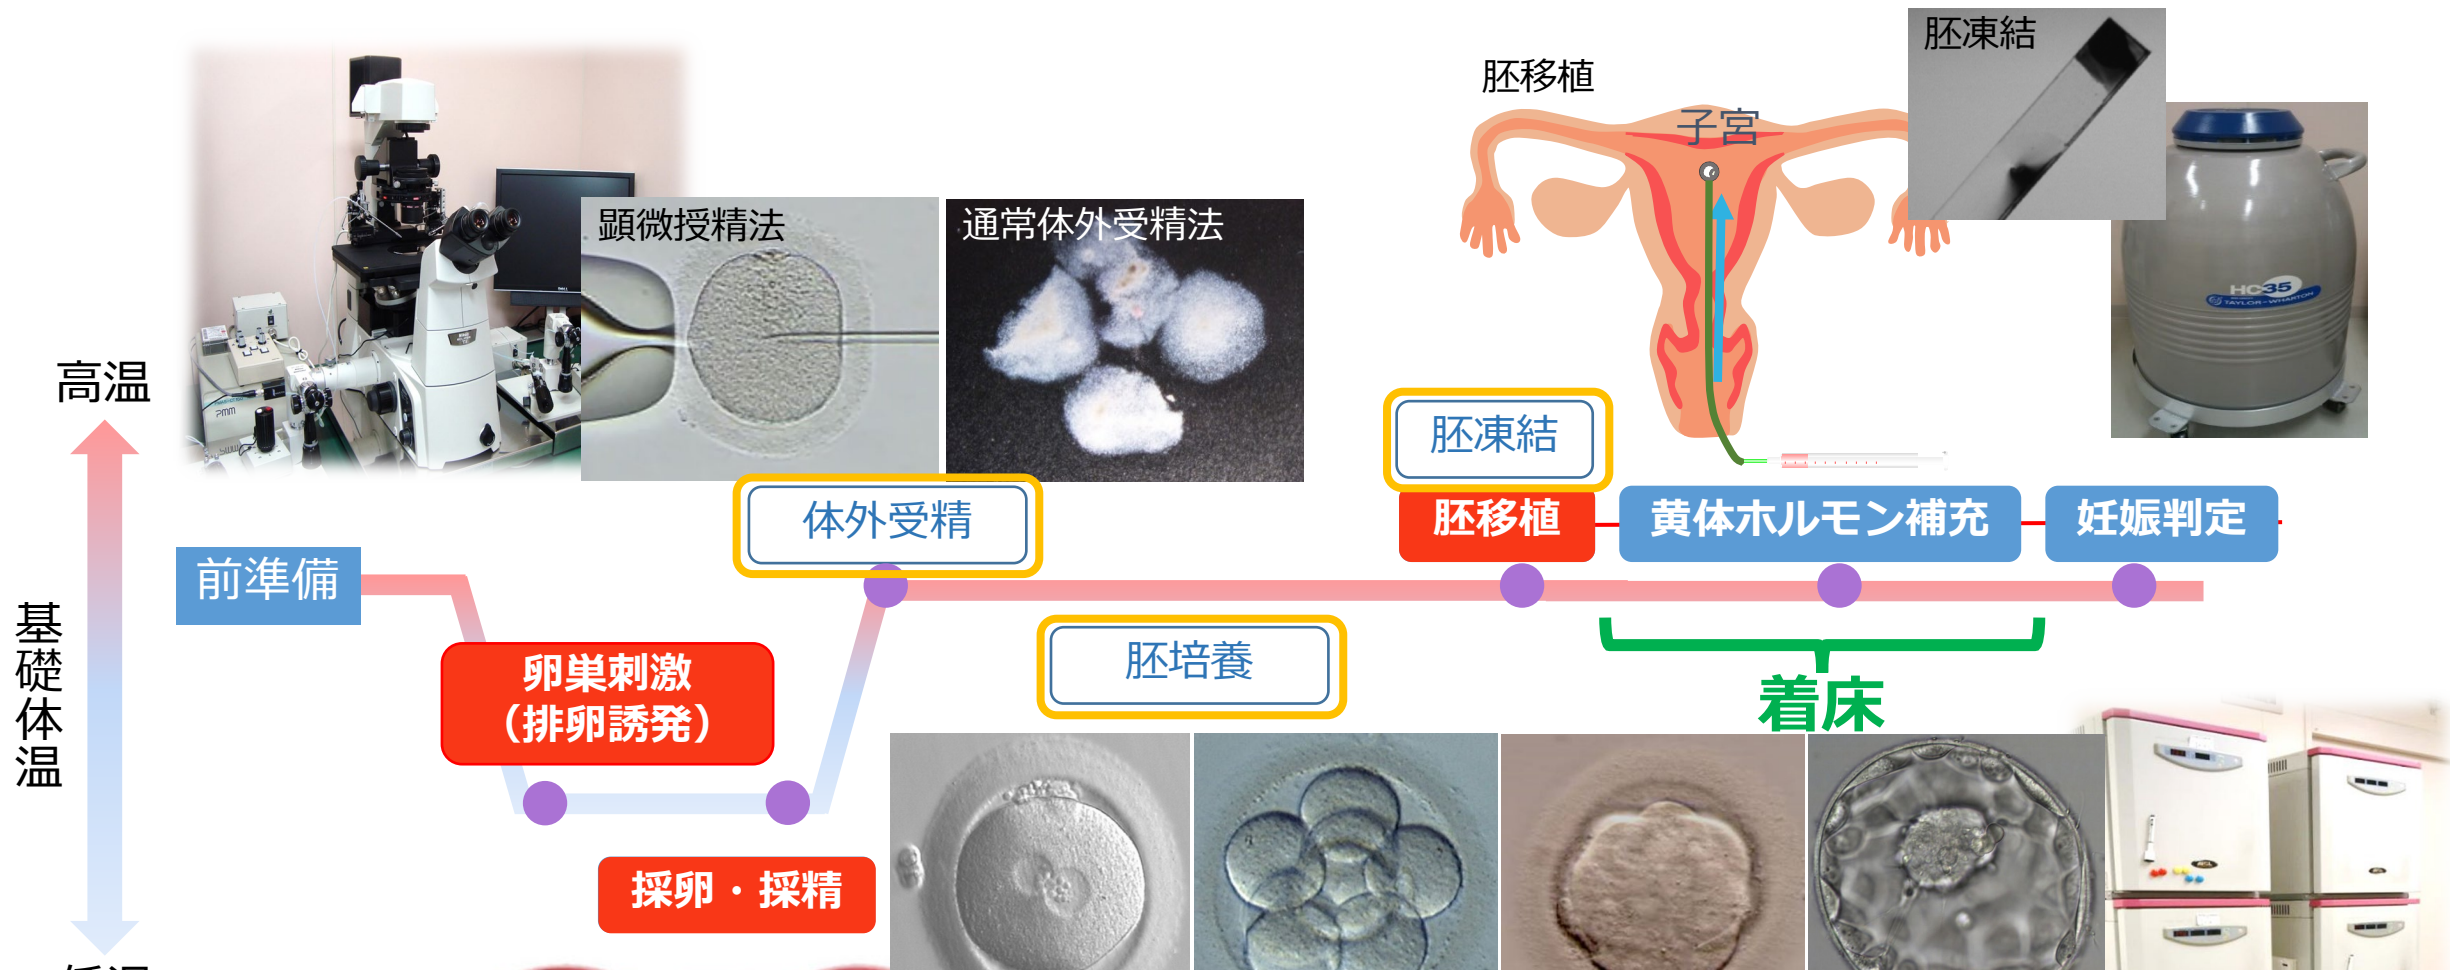 胚凍結
胚移植
子宮
顕微授精法
通常体外受精法
HC35
TAYLOR-WHARTON
高温
PMM
胚凍結
体外受精
胚移植
黄体ホルモン補充
妊娠判定
前準備
基礎体温
卵巣刺激
（排卵誘発）
胚培養
着床
採卵・採精